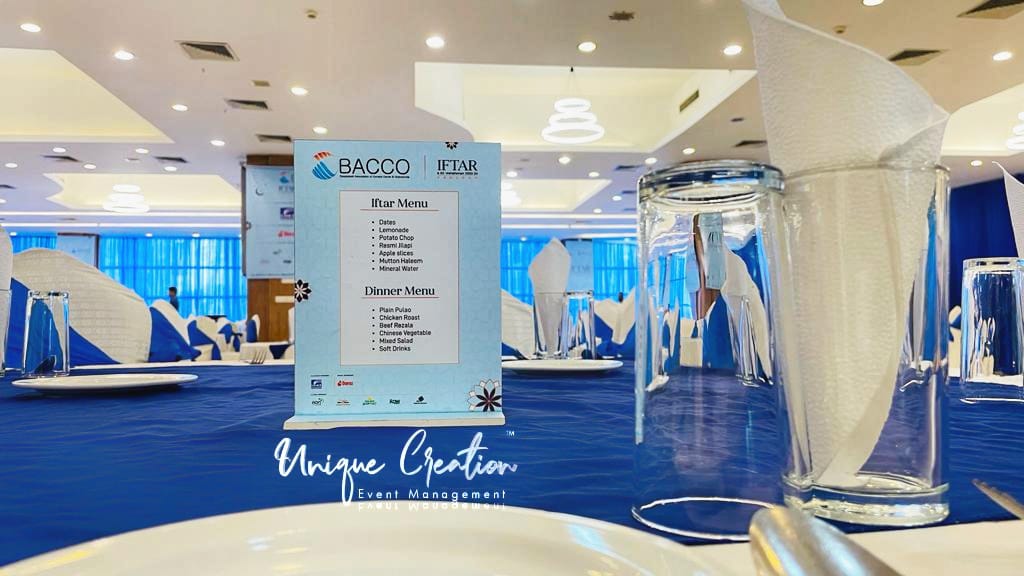 BACCO
IFTAR
Iftar Menu
Dates
Lemonade
Potato Chop
Resmi Jilapi
Apple slices
Mutton Haleem
Mineral Water
Dinner Menu
Plain Pulao
Chicken Roast
Beef Rezala
Chinese Vegetable
Mixed Salad
Soft Drinks
Unique Creation ™
Event Management